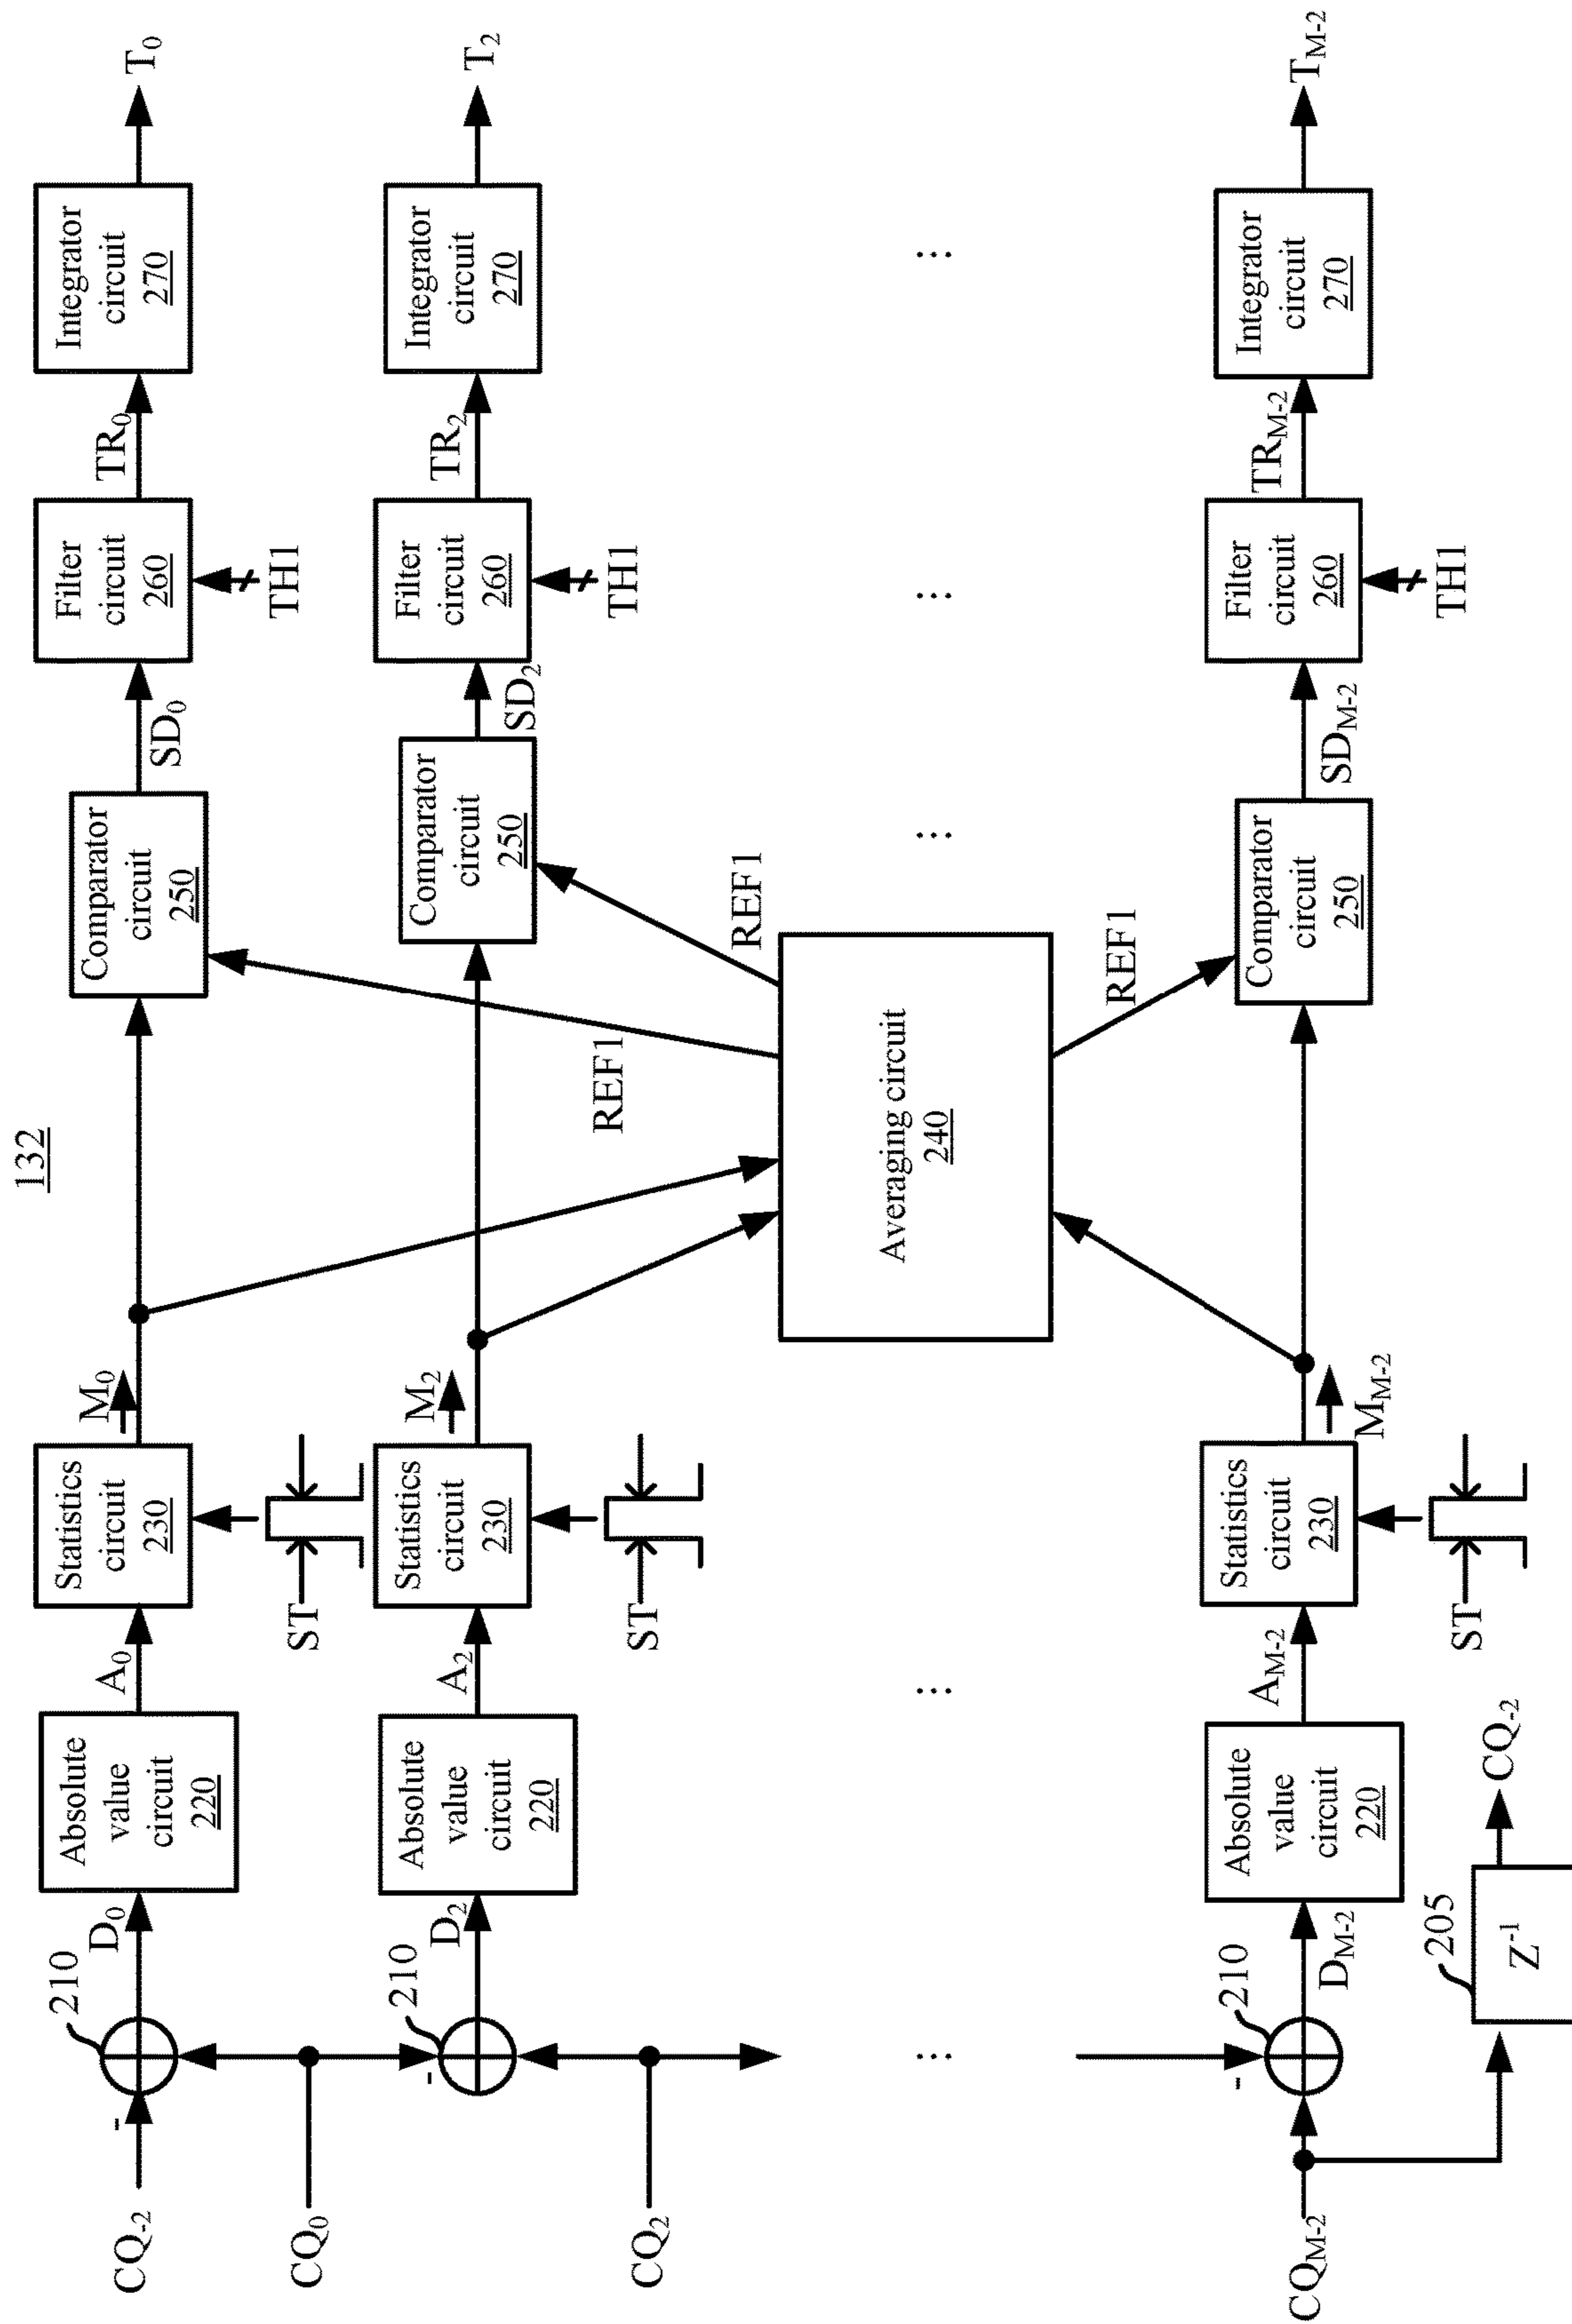 132
CQ-2
-
210
D0
Absolute
value
circuit
220
A0
Statistics
circuit
230
ST
M0
Comparator
circuit
250
SD0
Filter
circuit
260
TH1
TR0
Integrator
circuit
270
T0
CQ0
-
210
D2
Absolute
value
circuit
220
A2
Statistics
circuit
230
ST
M2
REF1
Comparator
circuit
250
SD2
Filter
circuit
260
TH1
TR2
Integrator
circuit
270
T2
CQ2
Averaging circuit
240
REF1
REF1
...
...
...
...
...
CQM-2
-
210
DM-2
Absolute
value
circuit
220
AM-2
Statistics
circuit
230
ST
MM-2
Comparator
circuit
250
SDM-2
Filter
circuit
260
TH1
TRM-2
Integrator
circuit
270
TM-2
205
Z-1
CQ-2